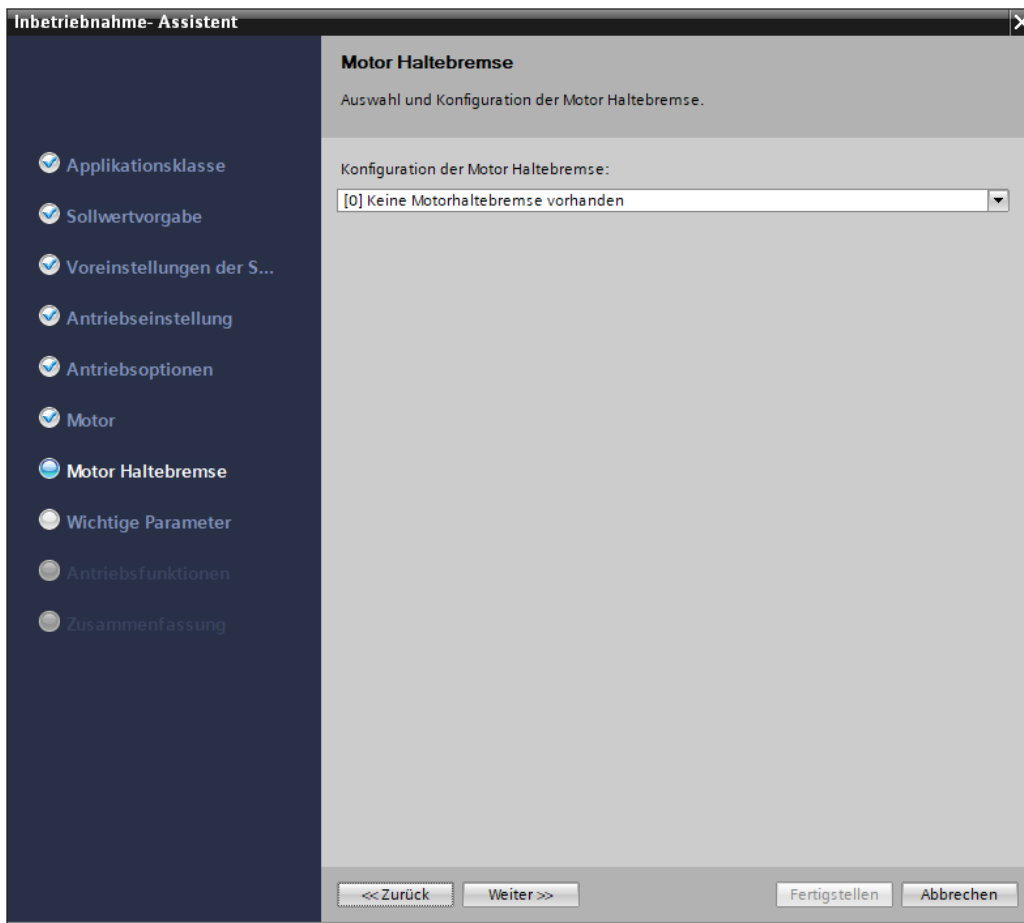 Inbetriebnahme- Assistent
Motor Haltebremse
Auswahl und Konfiguration der Motor Haltebremse.
Applikationsklasse
Sollwertvorgabe
Voreinstellungen der S...
Antriebseinstellung
Antriebsoptionen
Motor
Motor Haltebremse
Wichtige Parameter
Antriebsfunktionen
Zusammenfassung
Konfiguration der Motor Haltebremse:
[0] Keine Motorhaltebremse vorhanden
<<Zurück Weiter>> Fertigstellen Abbrechen